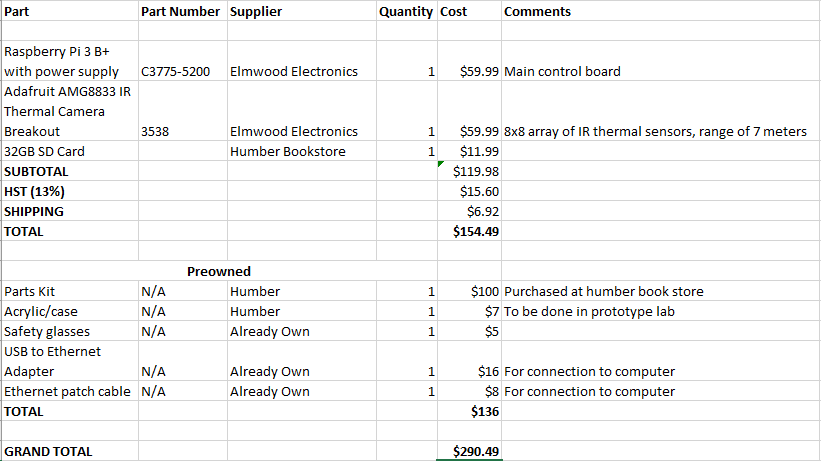 Part Part Number Supplier Quantity Cost Comments
Raspberry Pi 3 B+
with power supply C3775-5200 Elmwood Electronics 1 $59.99 Main control board
Adafruit AMG8833 IR
Thermal Camera
Breakout 3538 Elmwood Electronics 1 $59.99 8x8 array of IR thermal sensors, range of 7 meters
32GB SD Card Humber Bookstore 1 $11.99
SUBTOTAL $119.98
HST (13%) $15.60
SHIPPING $6.92
TOTAL $154.49
Preowned
Parts Kit N/A Humber 1 $100 Purchased at humber book store
Acrylic/case N/A Humber 1 $7 To be done in prototype lab
Safety glasses N/A Already Own 1 $5
USB to Ethernet
Adapter N/A Already Own 1 $16 For connection to computer
Ethernet patch cable N/A Already Own 1 $8 For connection to computer
TOTAL $136
GRAND TOTAL $290.49